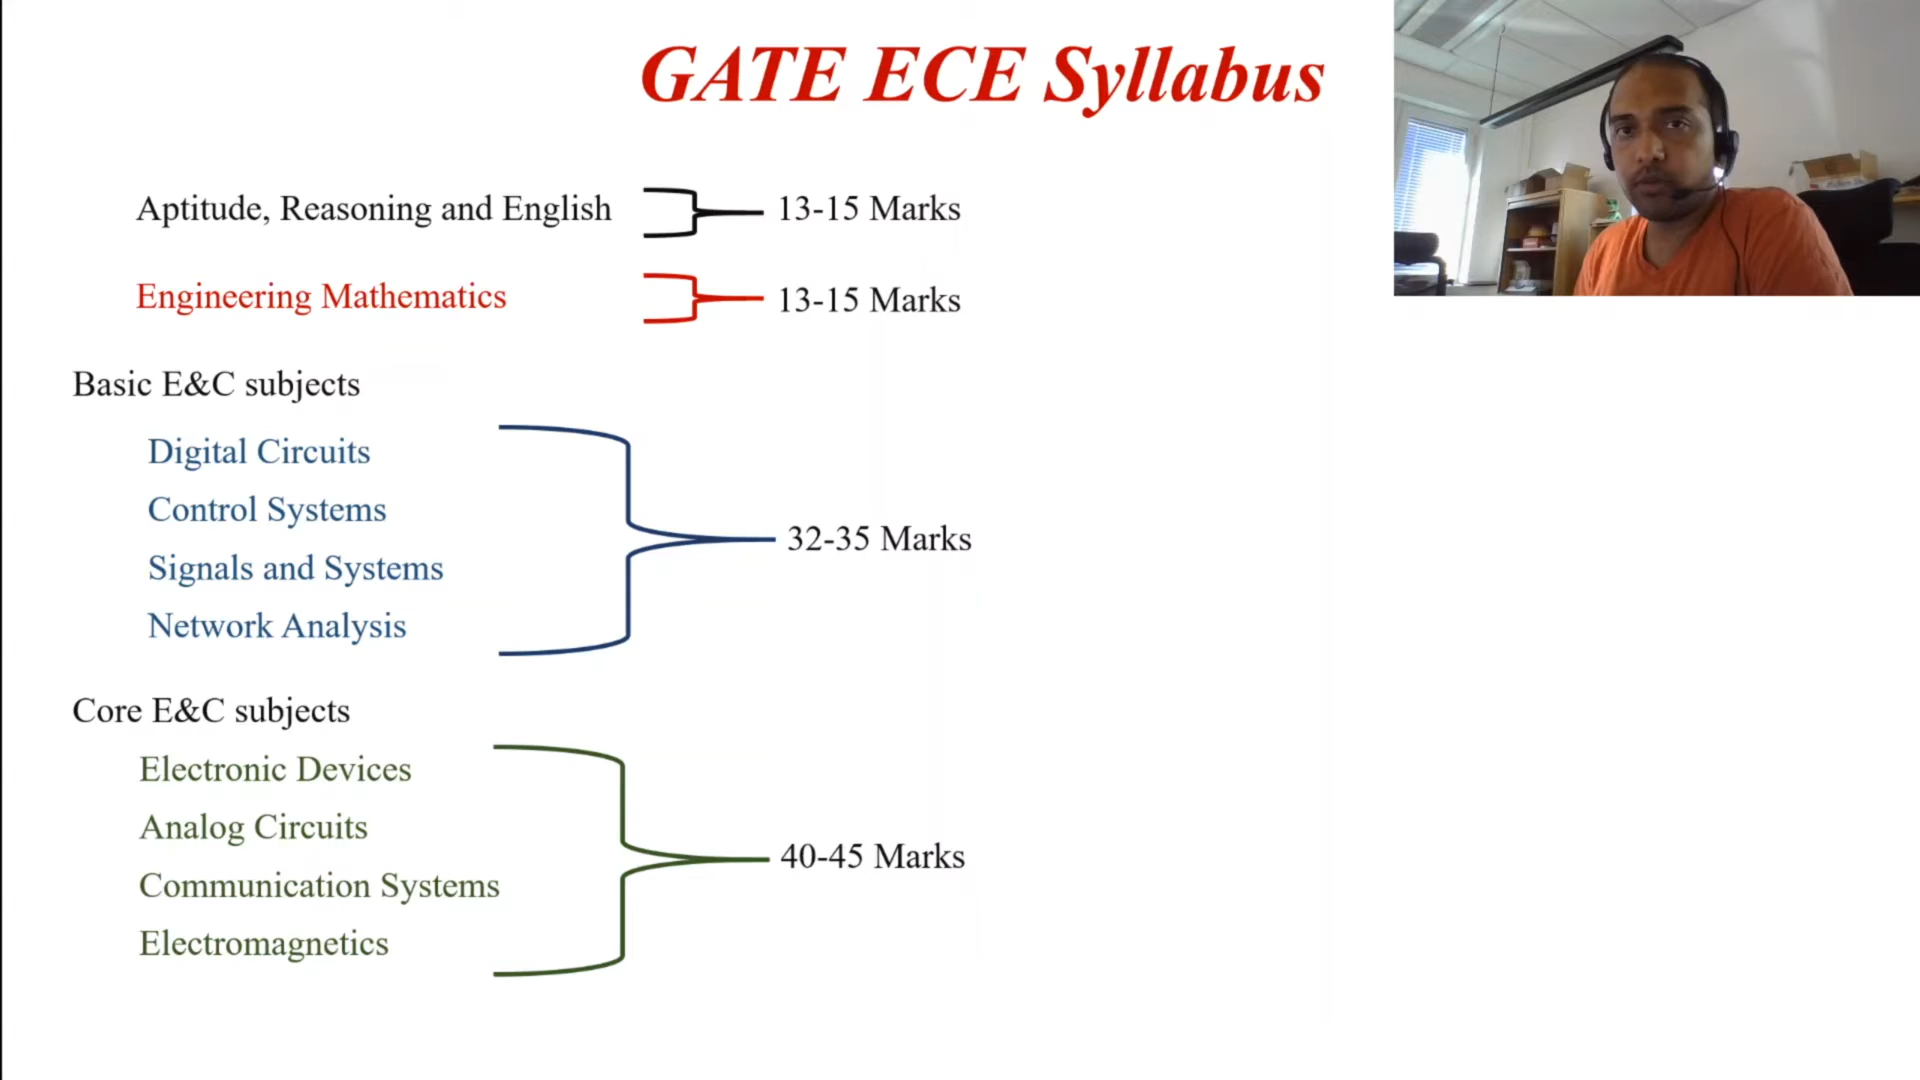 GATE ECE Syllabus
Aptitude, Reasoning and English
13-15 Marks
Engineering Mathematics
13-15 Marks
Basic E&C subjects
Digital Circuits
Control Systems
Signals and Systems
Network Analysis
32-35 Marks
Core E&C subjects
Electronic Devices
Analog Circuits
Communication Systems
Electromagnetics
40-45 Marks